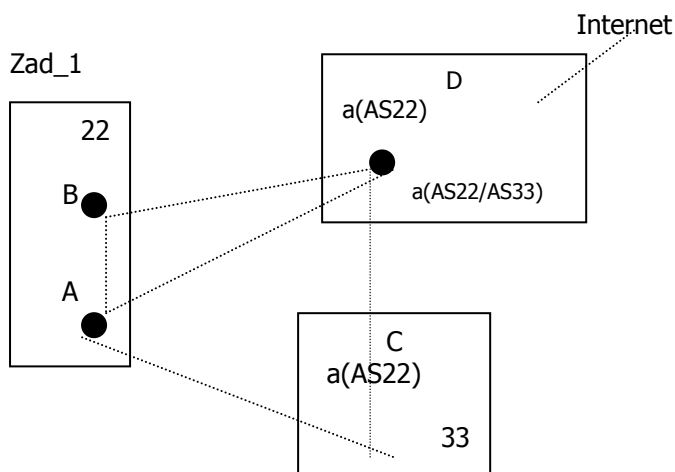 Internet
Zad_1
D
a(AS22)
22
B
a(AS22/AS33)
A
C
a(AS22)
33